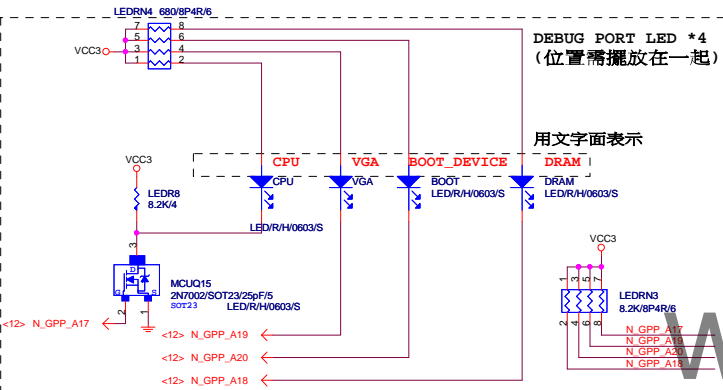 LEDRN4 680/8P4R/6
DEBUG PORT LED *4
(位置需擺放在一起)
7 8
5 6
3 4
1 2
VCC3
用文字面表示
CPU VGA BOOT_DEVICE DRAM
VCC3
LEDR8
8.2K/4
CPU
LED/R/H/0603/S
VGA
BOOT
LED/R/H/0603/S
DRAM
LED/R/H/0603/S
3
D
G
S
2
1
MCUQ15
2N7002/SOT23/25pF/5
SOT23
LED/R/H/0603/S
VCC3
1 3 5 7
2 4 6 8
LEDRN3
8.2K/8P4R/6
<12> N_GPP_A17
<12> N_GPP_A19
<12> N_GPP_A20
<12> N_GPP_A18
N_GPP_A17
N_GPP_A19
N_GPP_A20
N_GPP_A18
W